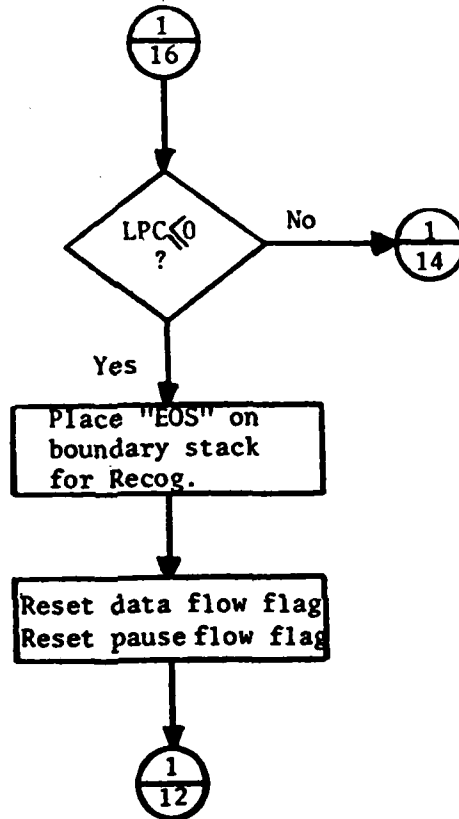 1
16
LPC≤0
?
No
1
14
Yes
Place "EOS" on
boundary stack
for Recog.
Reset data flow flag
Reset pause flow flag
1
12